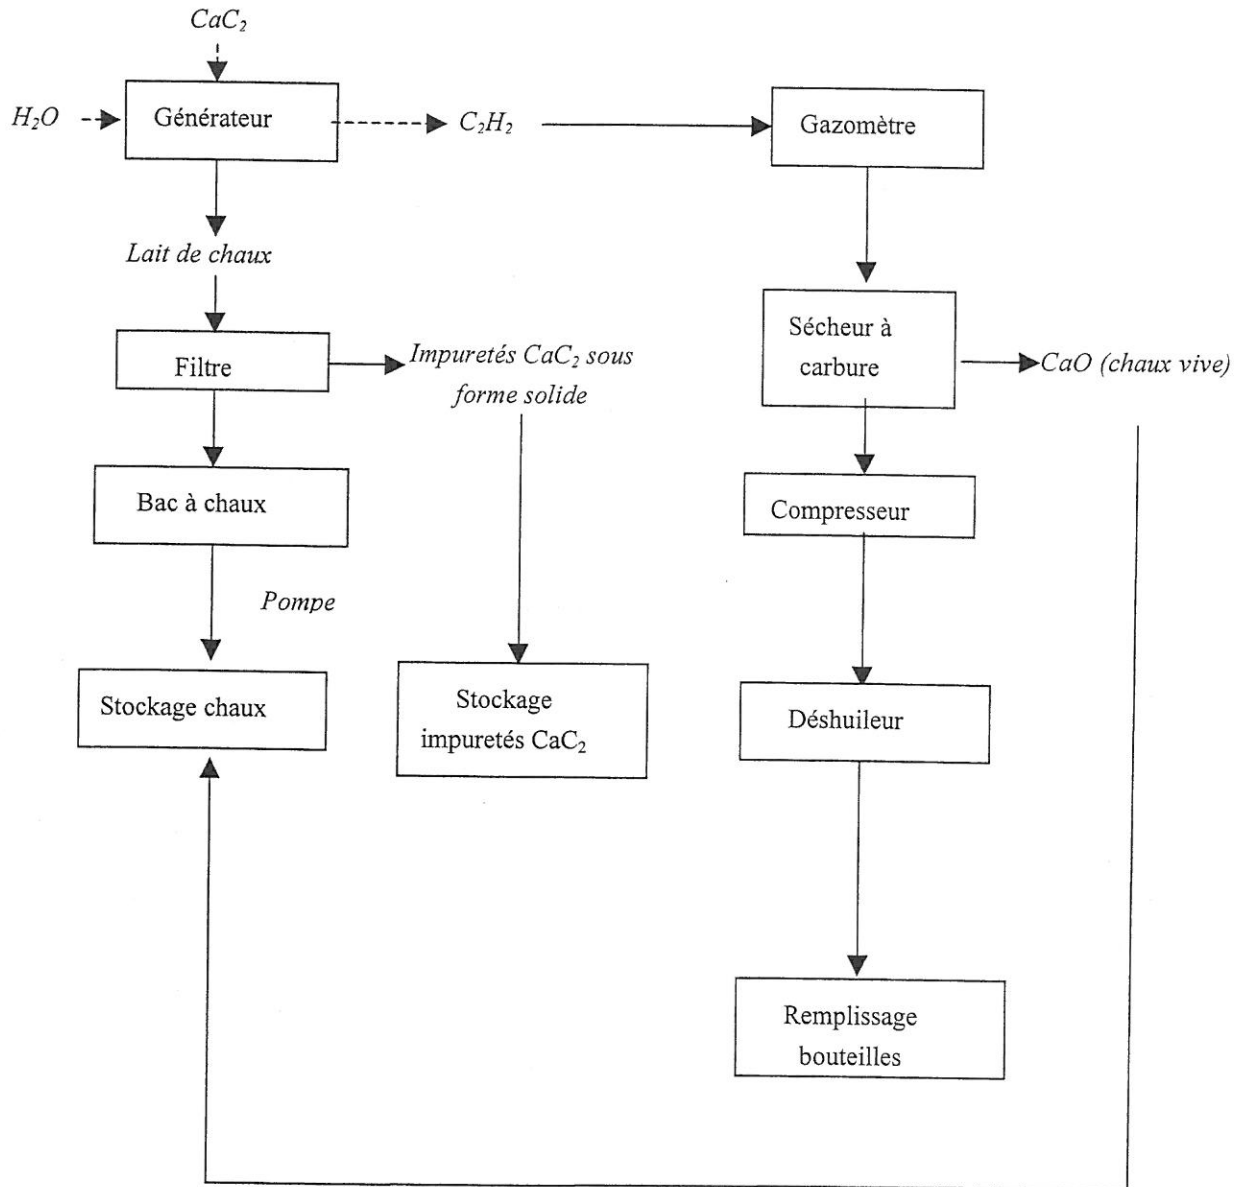 CaC₂
H₂O
Générateur
C₂H₂
Gazomètre
Lait de chaux
Sécheur à
carbure
CaO (chaux vive)
Filtre
Impuretés CaC₂ sous
forme solide
Bac à chaux
Compresseur
Pompe
Stockage chaux
Stockage
impuretés CaC₂
Déshuileur
Remplissage
bouteilles